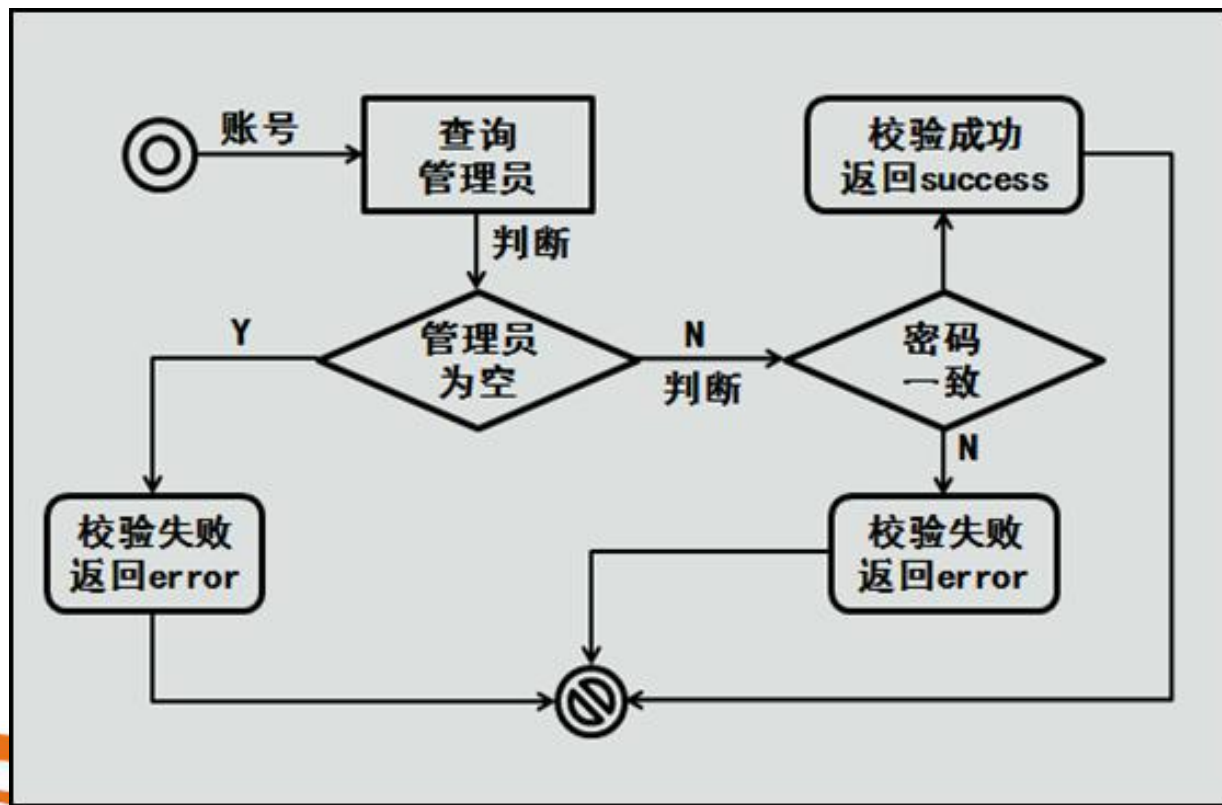 账号
查询
管理员
判断
校验成功
返回success
Y
管理员
为空
N
判断
密码
一致
N
校验失败
返回error
校验失败
返回error